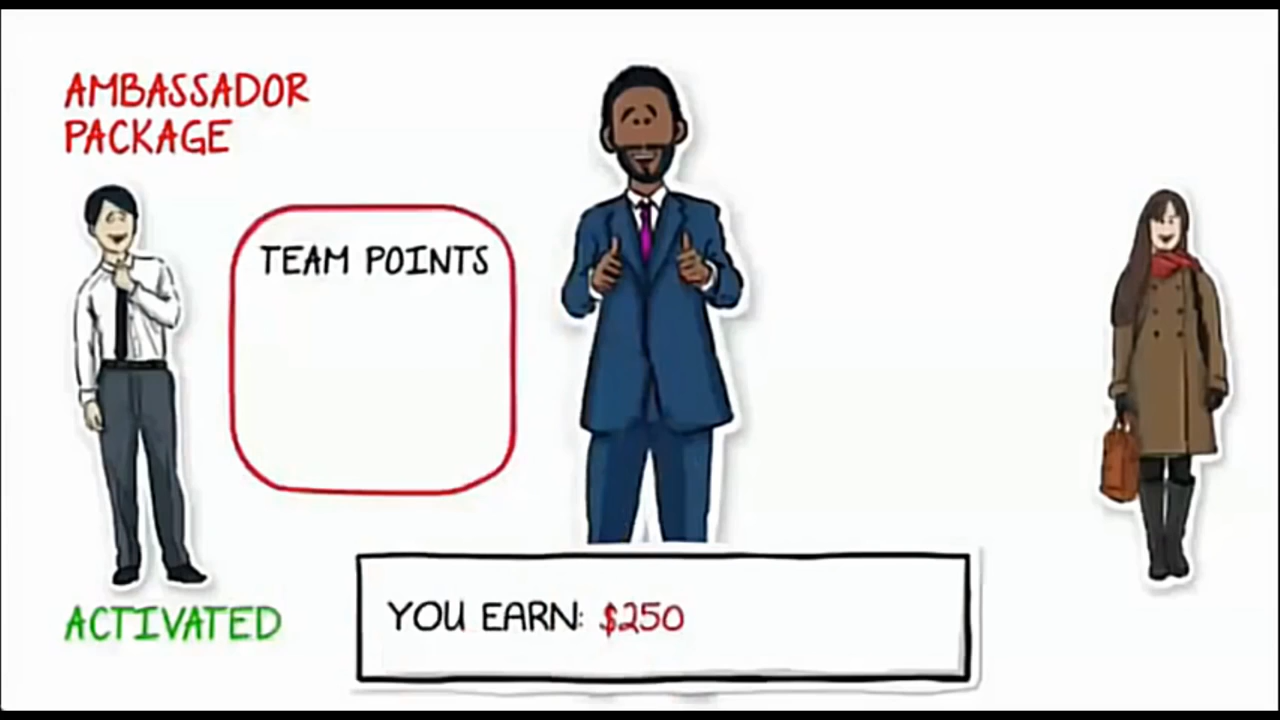 AMBASSADOR
PACKAGE
TEAM POINTS
ACTIVATED
YOU EARN: $250